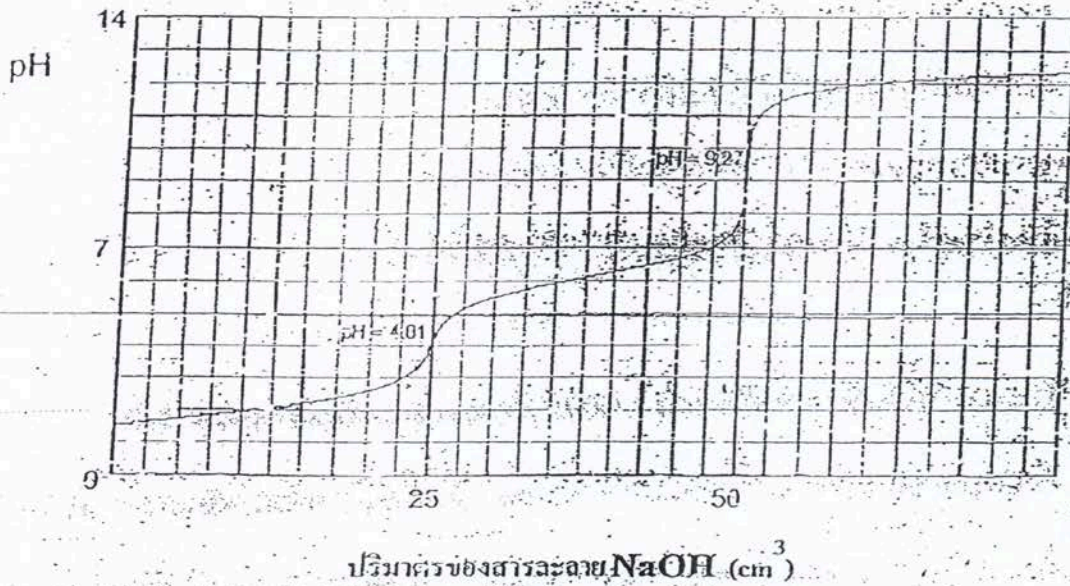 14
pH
pH = 9.27
7
pH = 4.01
0
25
50
ปริมาตรของสารละลาย NaOH (cm³)